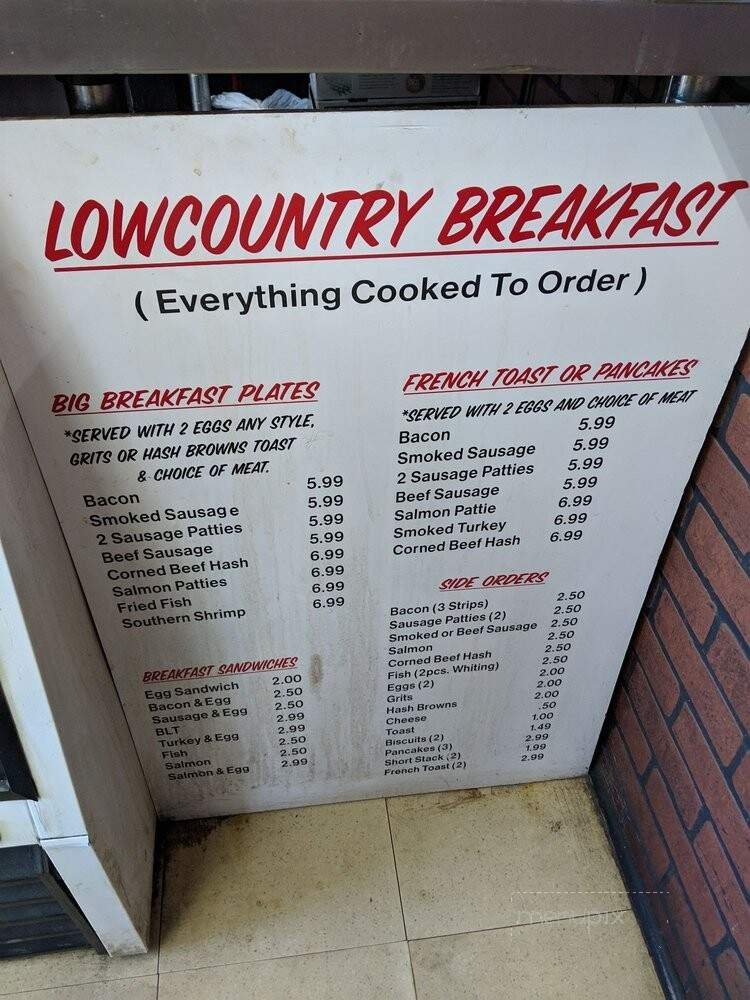 LOWCOUNTRY BREAKFAST
( Everything Cooked To Order )
BIG BREAKFAST PLATES
*SERVED WITH 2 EGGS ANY STYLE,
GRITS OR HASH BROWNS TOAST
& CHOICE OF MEAT.
Bacon 5.99
Smoked Sausage 5.99
2 Sausage Patties 5.99
Beef Sausage 5.99
Corned Beef Hash 6.99
Salmon Patties 6.99
Fried Fish 6.99
Southern Shrimp 6.99
BREAKFAST SANDWICHES
Egg Sandwich 2.00
Bacon & Egg 2.50
Sausage & Egg 2.50
BLT 2.99
Turkey & Egg 2.99
Fish 2.50
Salmon 2.50
Salmon & Egg 2.99
FRENCH TOAST OR PANCAKES
*SERVED WITH 2 EGGS AND CHOICE OF MEAT
Bacon 5.99
Smoked Sausage 5.99
2 Sausage Patties 5.99
Beef Sausage 5.99
Salmon Pattie 6.99
Smoked Turkey 6.99
Corned Beef Hash 6.99
SIDE ORDERS
Bacon (3 Strips) 2.50
Sausage Patties (2) 2.50
Smoked or Beef Sausage 2.50
Salmon 2.50
Corned Beef Hash 2.50
Fish (2pcs. Whiting) 2.50
Eggs (2) 2.00
Grits 2.00
Hash Browns 2.00
Cheese .50
Toast 1.00
Biscuits (2) 1.49
Pancakes (3) 2.99
Short Stack (2) 1.99
French Toast (2) 2.99
menupix